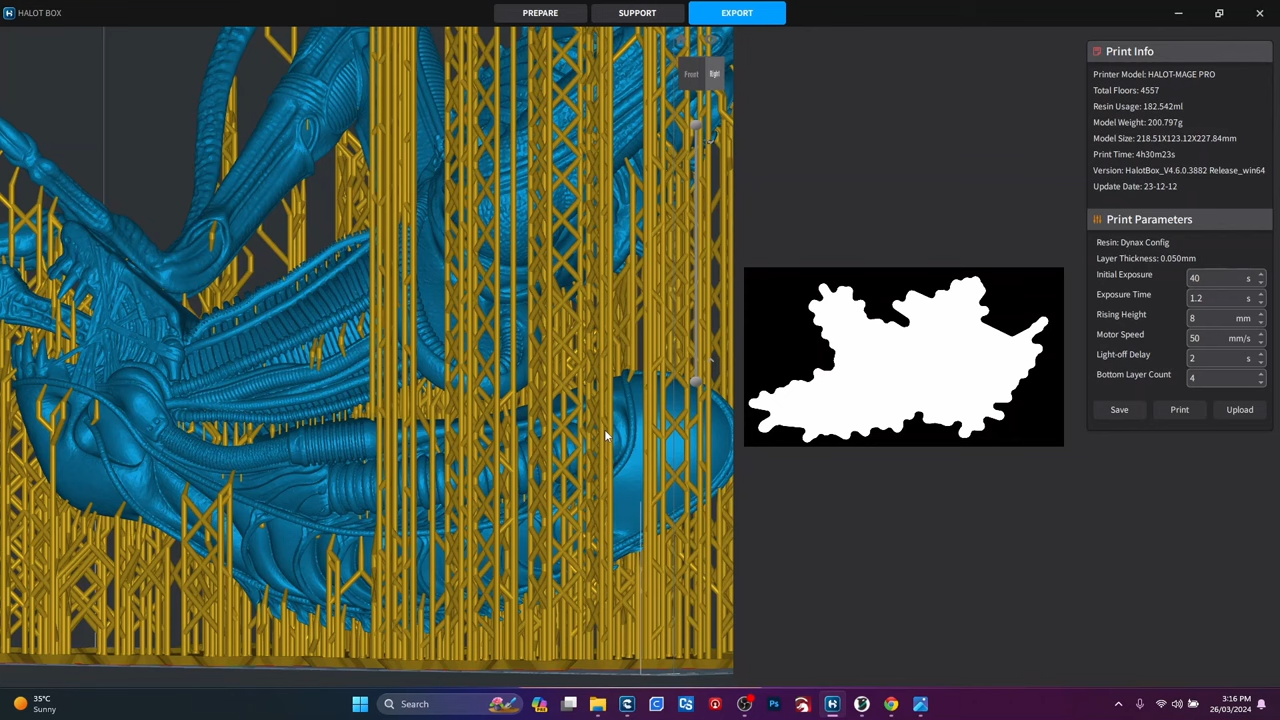 HALOT BOX
PREPARE
SUPPORT
EXPORT
Front
Right
Print Info
Printer Model: HALOT-MAGE PRO
Total Floors: 4557
Resin Usage: 182.542ml
Model Weight: 200.797g
Model Size: 218.51X123.12X227.84mm
Print Time: 4h30m23s
Version: HalotBox_V4.6.0.3882 Release_win64
Update Date: 23-12-12
Print Parameters
Resin: Dynax Config
Layer Thickness: 0.050mm
Initial Exposure 40 s
Exposure Time 1.2 s
Rising Height 8 mm
Motor Speed 50 mm/s
Light-off Delay 2 s
Bottom Layer Count 4
Save Print Upload
35°C
Sunny
Search
PRE
Ps
3:16 PM
26/03/2024